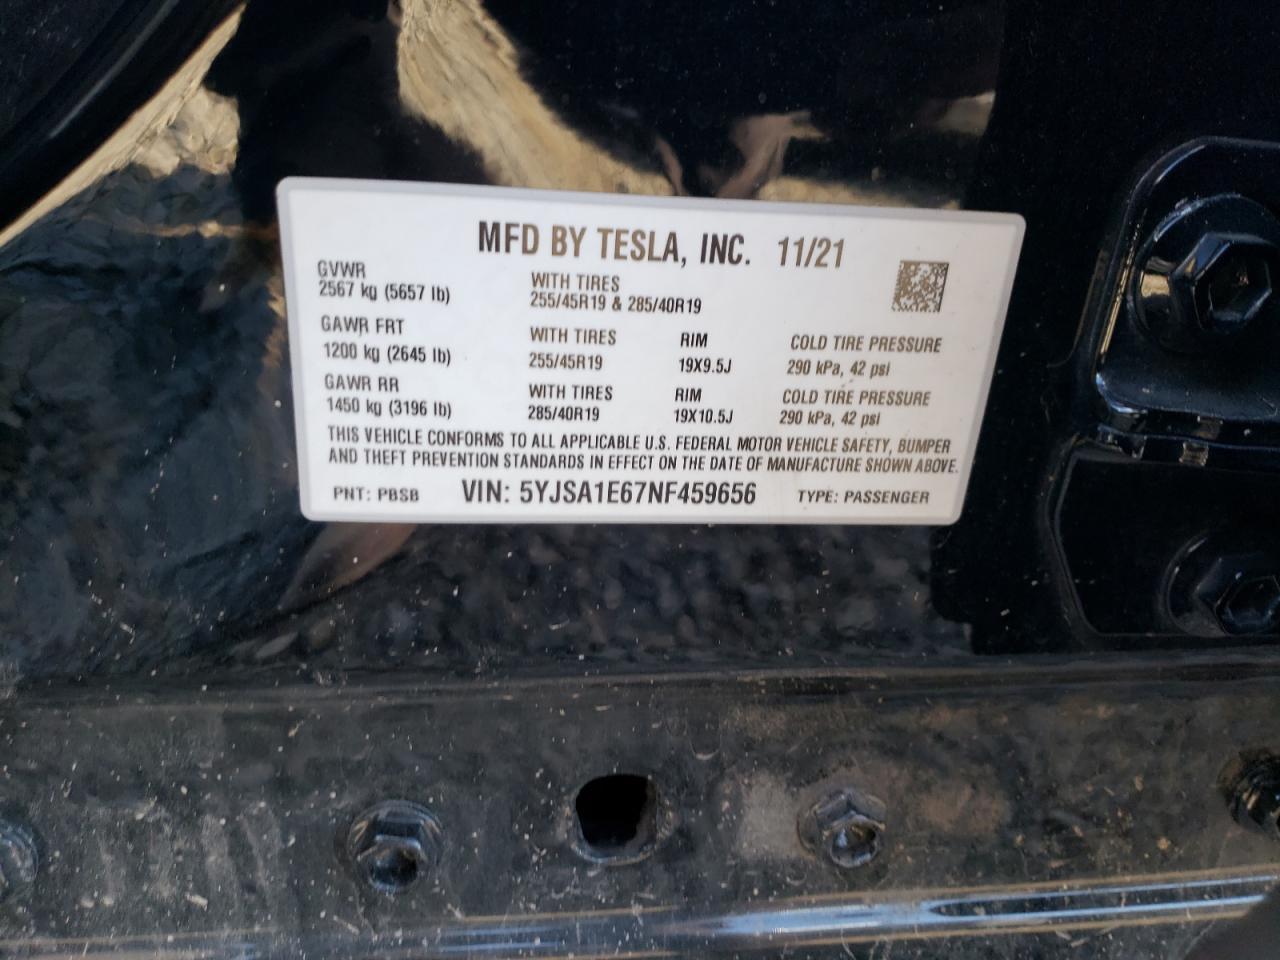 MFD BY TESLA, INC. 11/21
GVWR
2567 kg (5657 lb)
WITH TIRES
255/45R19 & 285/40R19
GAWR FRT
1200 kg (2645 lb)
WITH TIRES
255/45R19
RIM
19X9.5J
COLD TIRE PRESSURE
290 kPa, 42 psi
GAWR RR
1450 kg (3196 lb)
WITH TIRES
285/40R19
RIM
19X10.5J
COLD TIRE PRESSURE
290 kPa, 42 psi
THIS VEHICLE CONFORMS TO ALL APPLICABLE U.S. FEDERAL MOTOR VEHICLE SAFETY, BUMPER
AND THEFT PREVENTION STANDARDS IN EFFECT ON THE DATE OF MANUFACTURE SHOWN ABOVE.
PNT: PBSB VIN: 5YJSA1E67NF459656 TYPE: PASSENGER